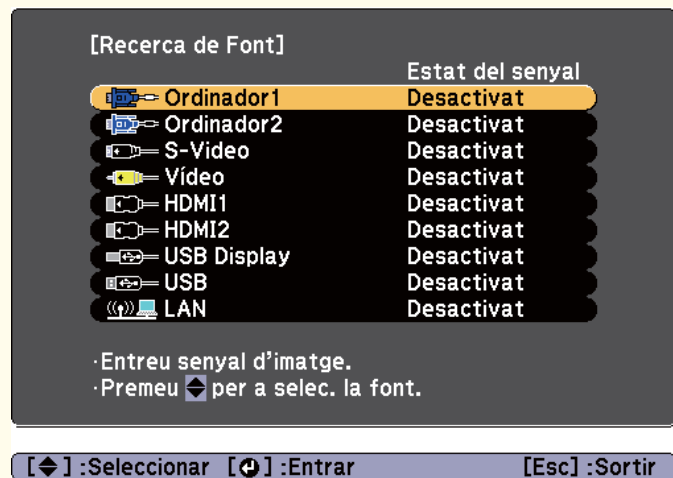 [Recerca de Font]
Estat del senyal
Ordinador1 Desactivat
Ordinador2 Desactivat
S-Video Desactivat
Vídeo Desactivat
HDMI1 Desactivat
HDMI2 Desactivat
USB Display Desactivat
USB Desactivat
LAN Desactivat
·Entreu senyal d'imatge.
·Premeu per a selec. la font.
[ ] :Seleccionar [ ] :Entrar [Esc] :Sortir